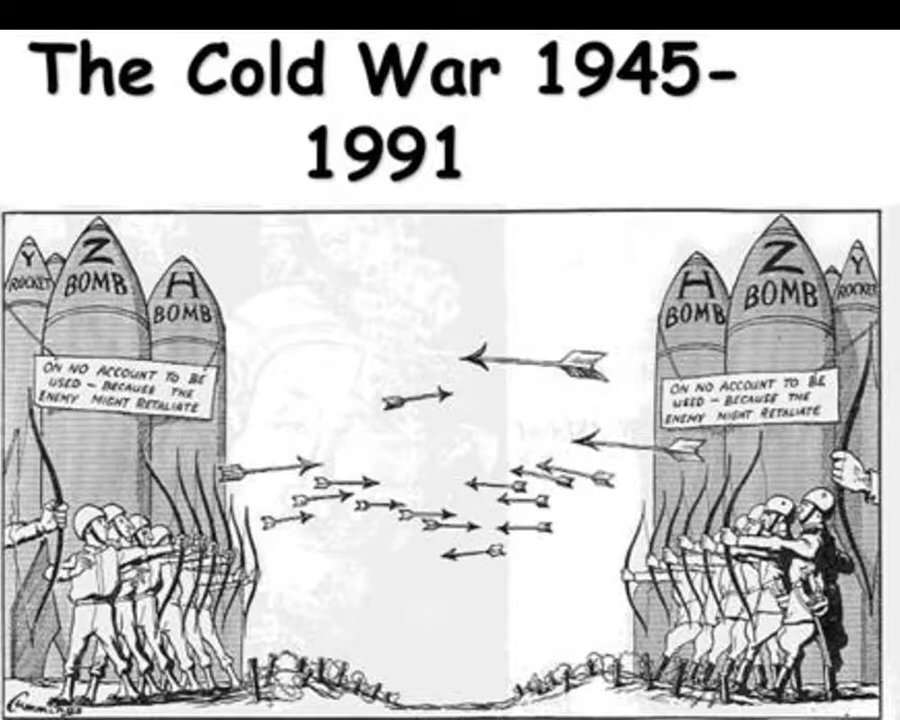 The Cold War 1945-
1991
Y
ROCKET
Z
BOMB
H
BOMB
ON NO ACCOUNT TO BE
USED – BECAUSE THE
ENEMY MIGHT RETALIATE
H
BOMB
Z
BOMB
Y
ROCKET
ON NO ACCOUNT TO BE
USED – BECAUSE THE
ENEMY MIGHT RETALIATE
Cummings